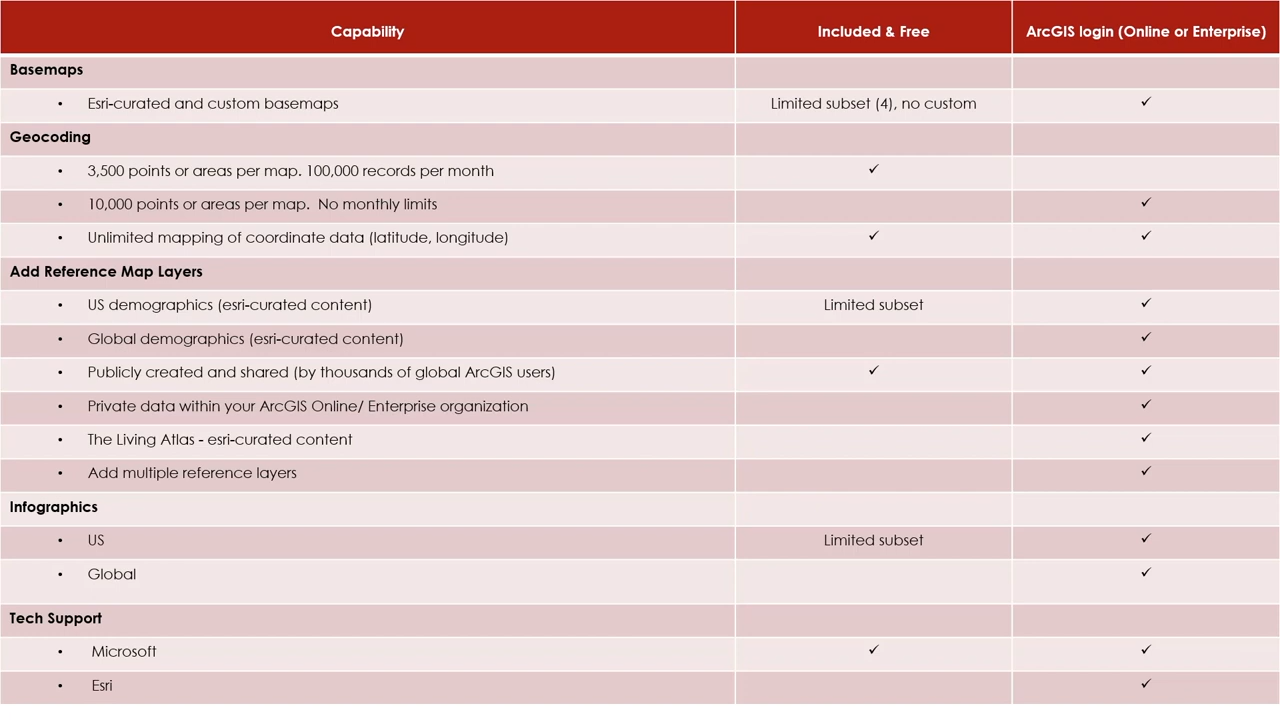 Capability Included & Free ArcGIS login (Online or Enterprise)
Basemaps
• Esri-curated and custom basemaps Limited subset (4), no custom ✓
Geocoding
• 3,500 points or areas per map. 100,000 records per month ✓
• 10,000 points or areas per map.  No monthly limits ✓
• Unlimited mapping of coordinate data (latitude, longitude) ✓ ✓
Add Reference Map Layers
• US demographics (esri-curated content) Limited subset ✓
• Global demographics (esri-curated content) ✓
• Publicly created and shared (by thousands of global ArcGIS users) ✓ ✓
• Private data within your ArcGIS Online/ Enterprise organization ✓
• The Living Atlas - esri-curated content ✓
• Add multiple reference layers ✓
Infographics
• US Limited subset ✓
• Global ✓
Tech Support
• Microsoft ✓ ✓
• Esri ✓